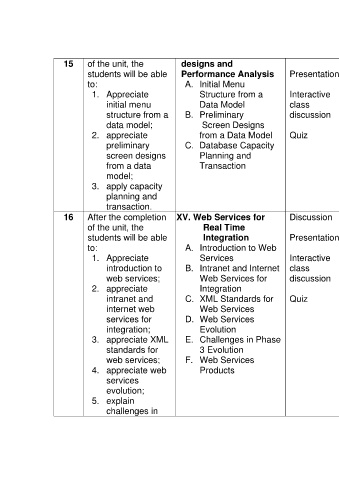 15
of the unit, the
students will be able
to:
1. Appreciate
initial menu
structure from a
data model;
2. appreciate
preliminary
screen designs
from a data
model;
3. apply capacity
planning and
transaction.
designs and
Performance Analysis
A. Initial Menu
Structure from a
Data Model
B. Preliminary
Screen Designs
from a Data Model
C. Database Capacity
Planning and
Transaction
Presentation
Interactive
class
discussion
Quiz
16
After the completion
of the unit, the
students will be able
to:
1. Appreciate
introduction to
web services;
2. appreciate
intranet and
internet web
services for
integration;
3. appreciate XML
standards for
web services;
4. appreciate web
services
evolution;
5. explain
challenges in
XV. Web Services for
Real Time
Integration
A. Introduction to Web
Services
B. Intranet and Internet
Web Services for
Integration
C. XML Standards for
Web Services
D. Web Services
Evolution
E. Challenges in Phase
3 Evolution
F. Web Services
Products
Discussion
Presentation
Interactive
class
discussion
Quiz